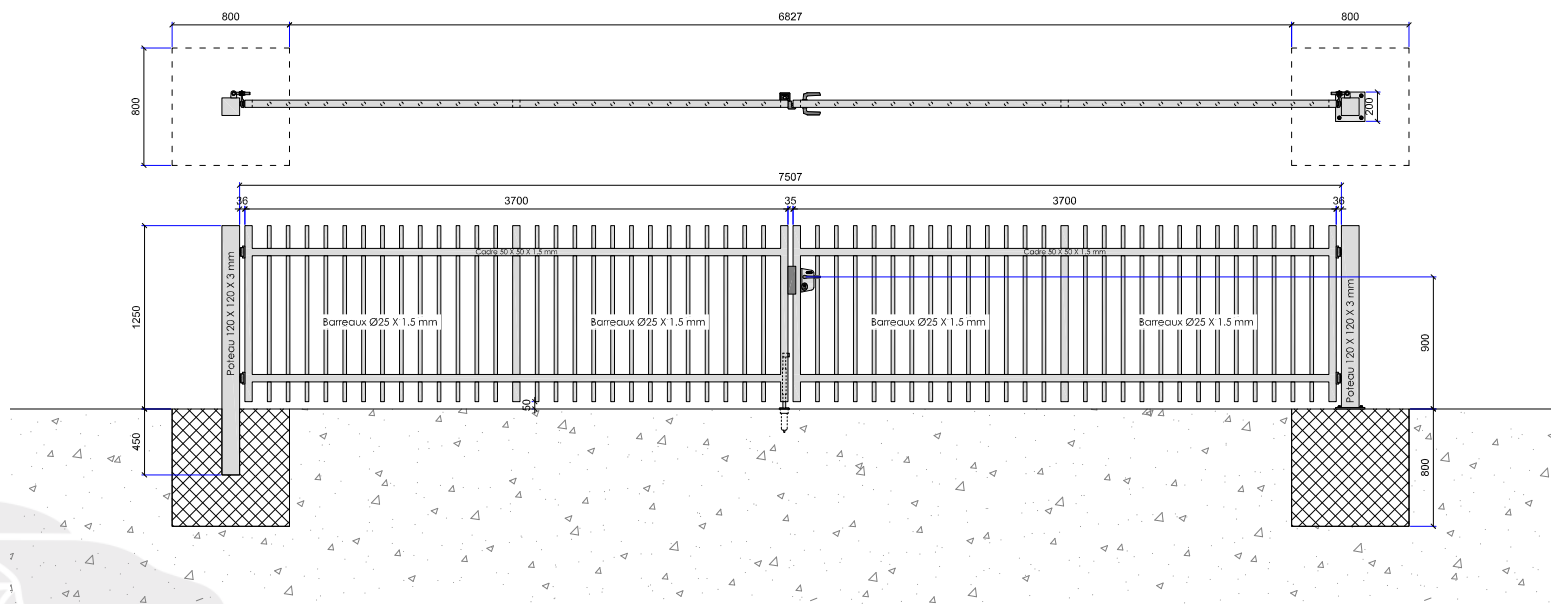 800
6827
800
800
200
7507
36
3700
35
3700
36
Cadre 50 X 50 X 1.5 mm
Cadre 50 X 50 X 1.5 mm
1250
Poteau 120 X 120 X 3 mm
Barreaux Ø25 X 1.5 mm
Barreaux Ø25 X 1.5 mm
Barreaux Ø25 X 1.5 mm
Barreaux Ø25 X 1.5 mm
Poteau 120 X 120 X 3 mm
900
50
450
800